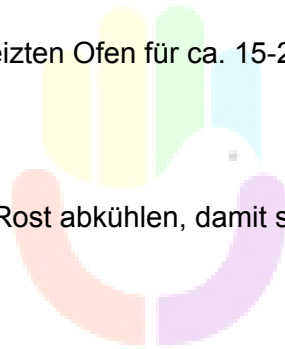 eizten Ofen für ca. 15-2
Rost abkühlen, damit s